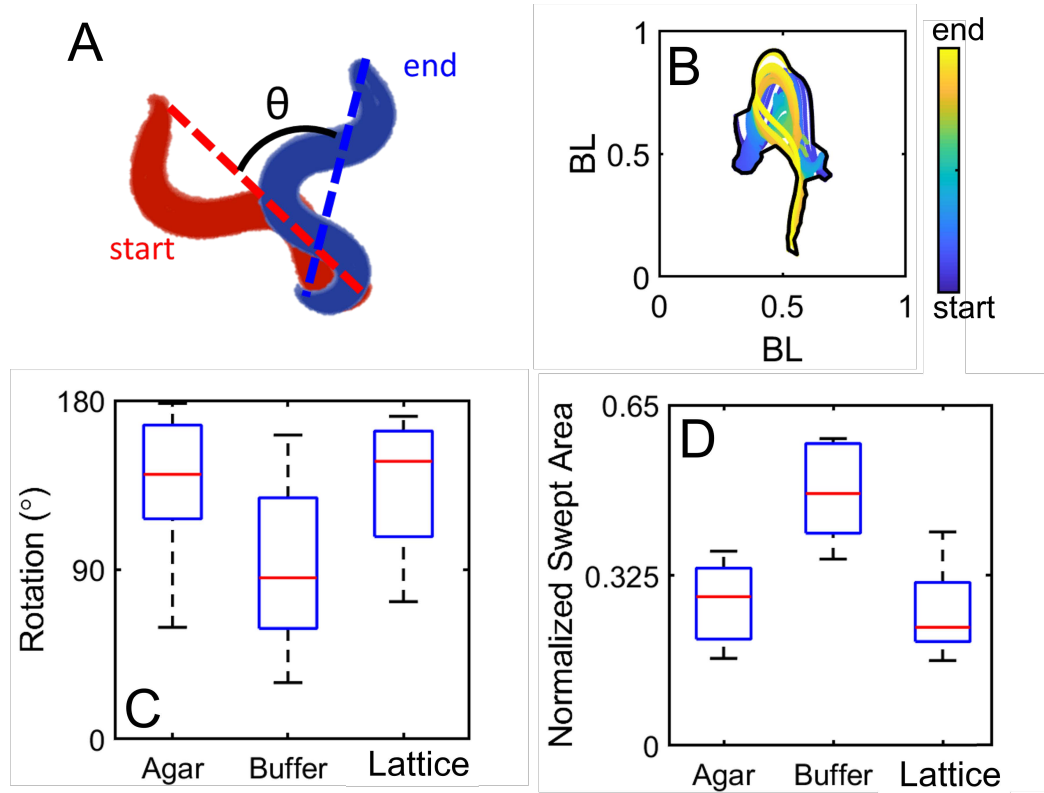 A
θ
end
start
B
1
0.5
0
0
0.5
1
BL
BL
end
start
C
180
90
0
Rotation (°)
Agar
Buffer
Lattice
D
0.65
0.325
0
Normalized Swept Area
Agar
Buffer
Lattice